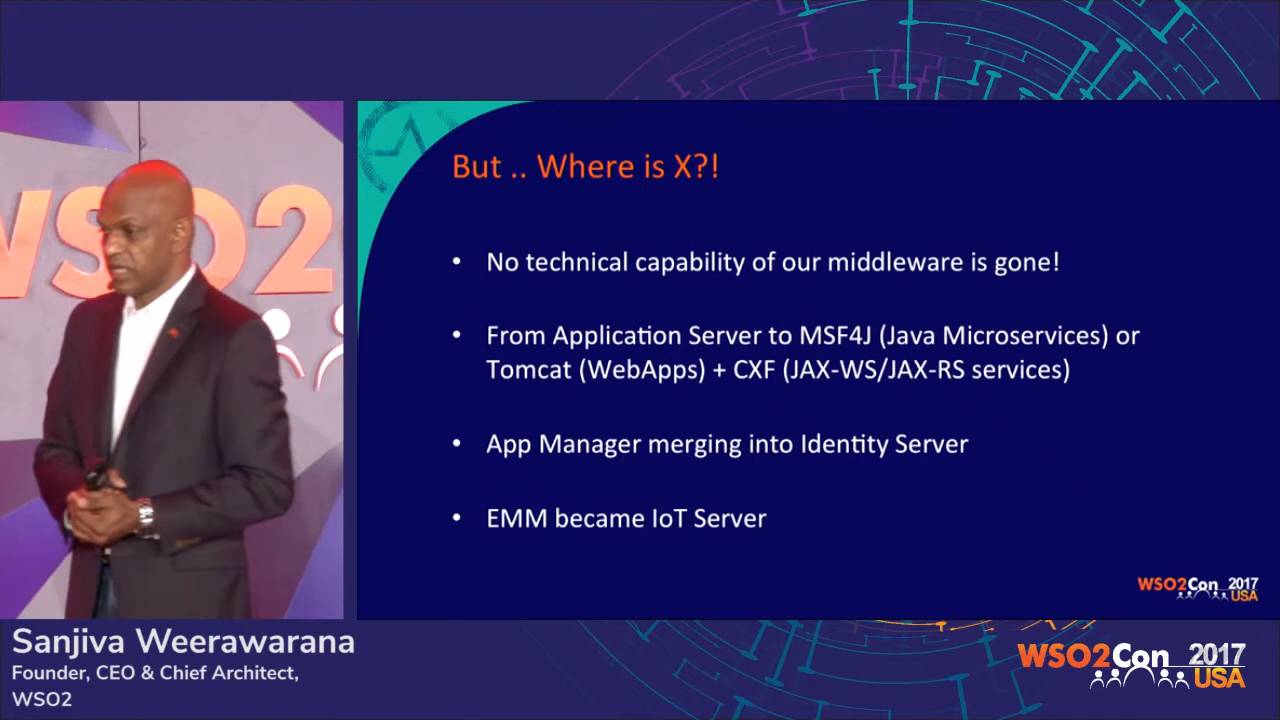 WSO2
But .. Where is X?!
• No technical capability of our middleware is gone!
• From Application Server to MSF4J (Java Microservices) or
Tomcat (WebApps) + CXF (JAX-WS/JAX-RS services)
• App Manager merging into Identity Server
• EMM became IoT Server
WSO2Con 2017
USA
Sanjiva Weerawarana
Founder, CEO & Chief Architect,
WSO2
WSO2Con 2017
USA